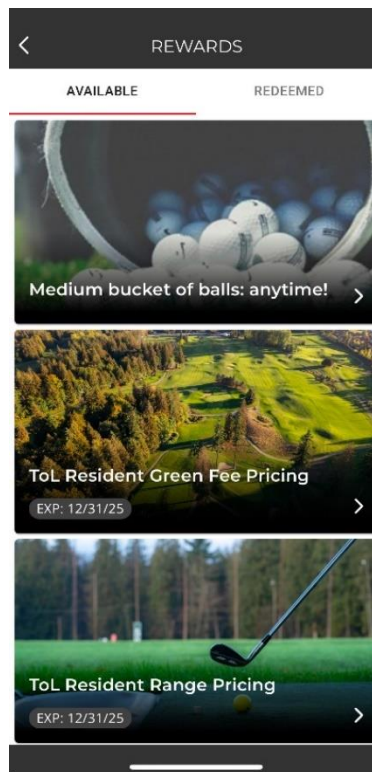 REWARDS
AVAILABLE REDEEMED
Medium bucket of balls: anytime!
ToL Resident Green Fee Pricing
EXP: 12/31/25
ToL Resident Range Pricing
EXP: 12/31/25